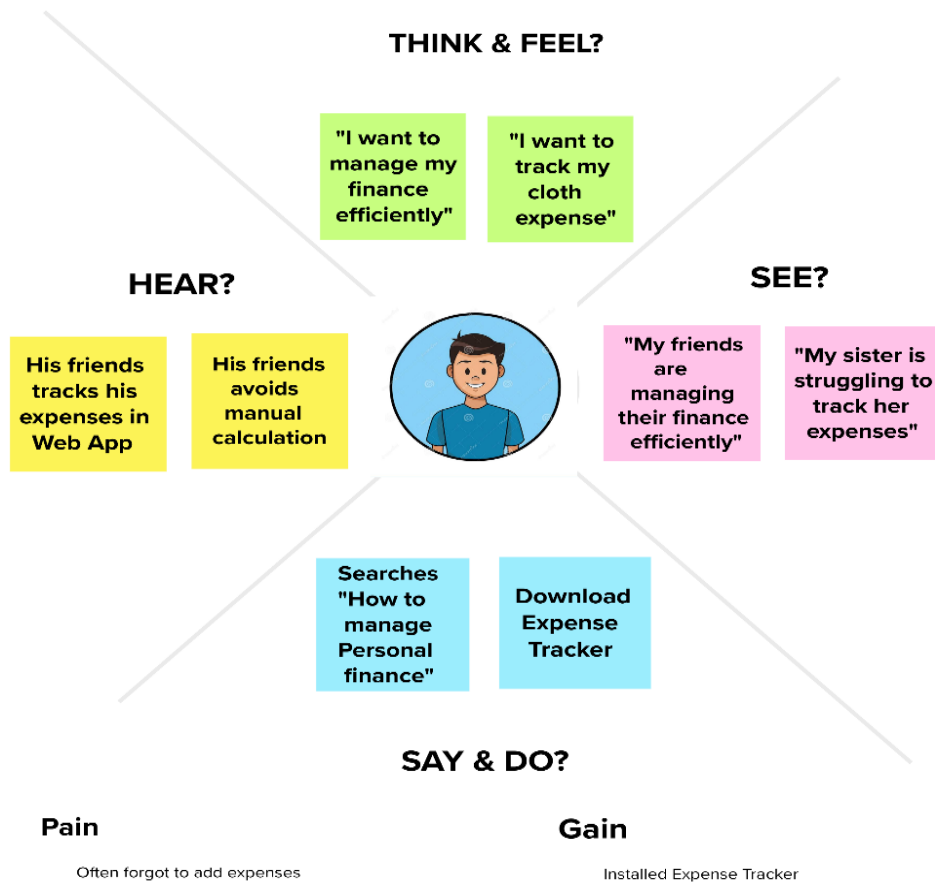 THINK & FEEL?
"I want to
manage my
finance
efficiently"
"I want to
track my
cloth
expense"
HEAR?
His friends
tracks his
expenses in
Web App
His friends
avoids
manual
calculation
SEE?
"My friends
are
managing
their finance
efficiently"
"My sister is
struggling to
track her
expenses"
Searches
"How to
manage
Personal
finance"
Download
Expense
Tracker
SAY & DO?
Pain
Often forgot to add expenses
Gain
Installed Expense Tracker